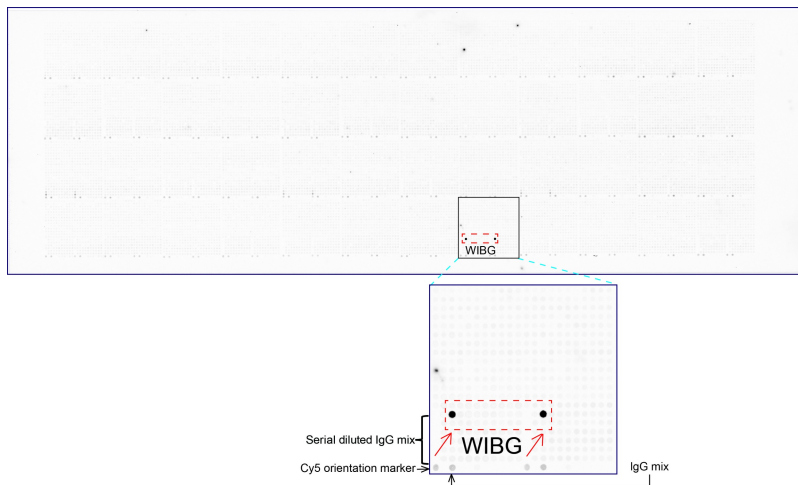 WIBG
WIBG
Serial diluted IgG mix
Cy5 orientation marker
IgG mix